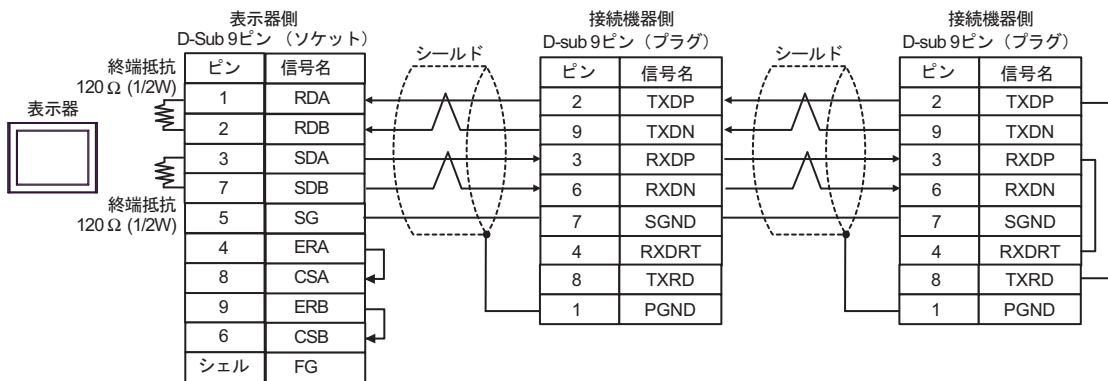 表示器
終端抵抗
120 Ω (1/2W)
終端抵抗
120 Ω (1/2W)
表示器側
D-Sub 9ピン （ソケット）
ピン 信号名
1 RDA
2 RDB
3 SDA
7 SDB
5 SG
4 ERA
8 CSA
9 ERB
6 CSB
シェル FG
シールド
接続機器側
D-sub 9ピン（プラグ）
ピン 信号名
2 TXDP
9 TXDN
3 RXDP
6 RXDN
7 SGND
4 RXDRT
8 TXRD
1 PGND
シールド
接続機器側
D-sub 9ピン（プラグ）
ピン 信号名
2 TXDP
9 TXDN
3 RXDP
6 RXDN
7 SGND
4 RXDRT
8 TXRD
1 PGND